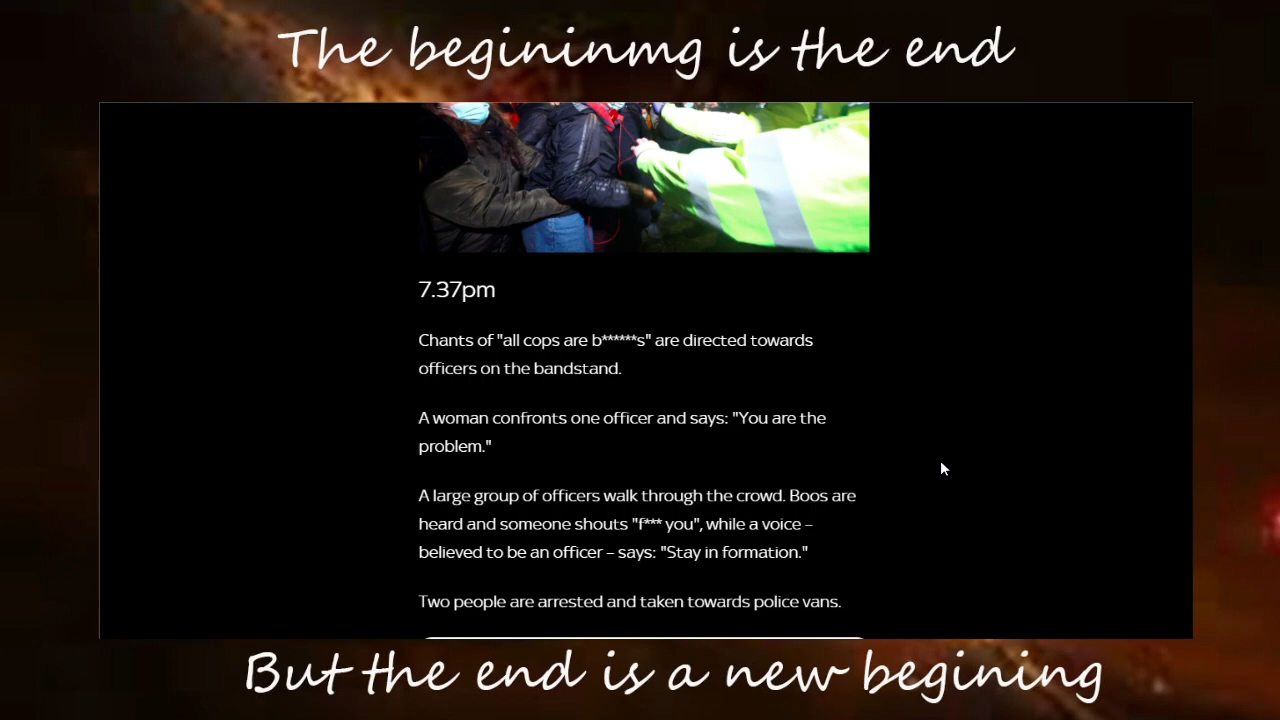 The begininmg is the end
7.37pm
Chants of "all cops are b******s" are directed towards
officers on the bandstand.
A woman confronts one officer and says: "You are the
problem."
A large group of officers walk through the crowd. Boos are
heard and someone shouts "f*** you", while a voice –
believed to be an officer – says: "Stay in formation."
Two people are arrested and taken towards police vans.
But the end is a new begining